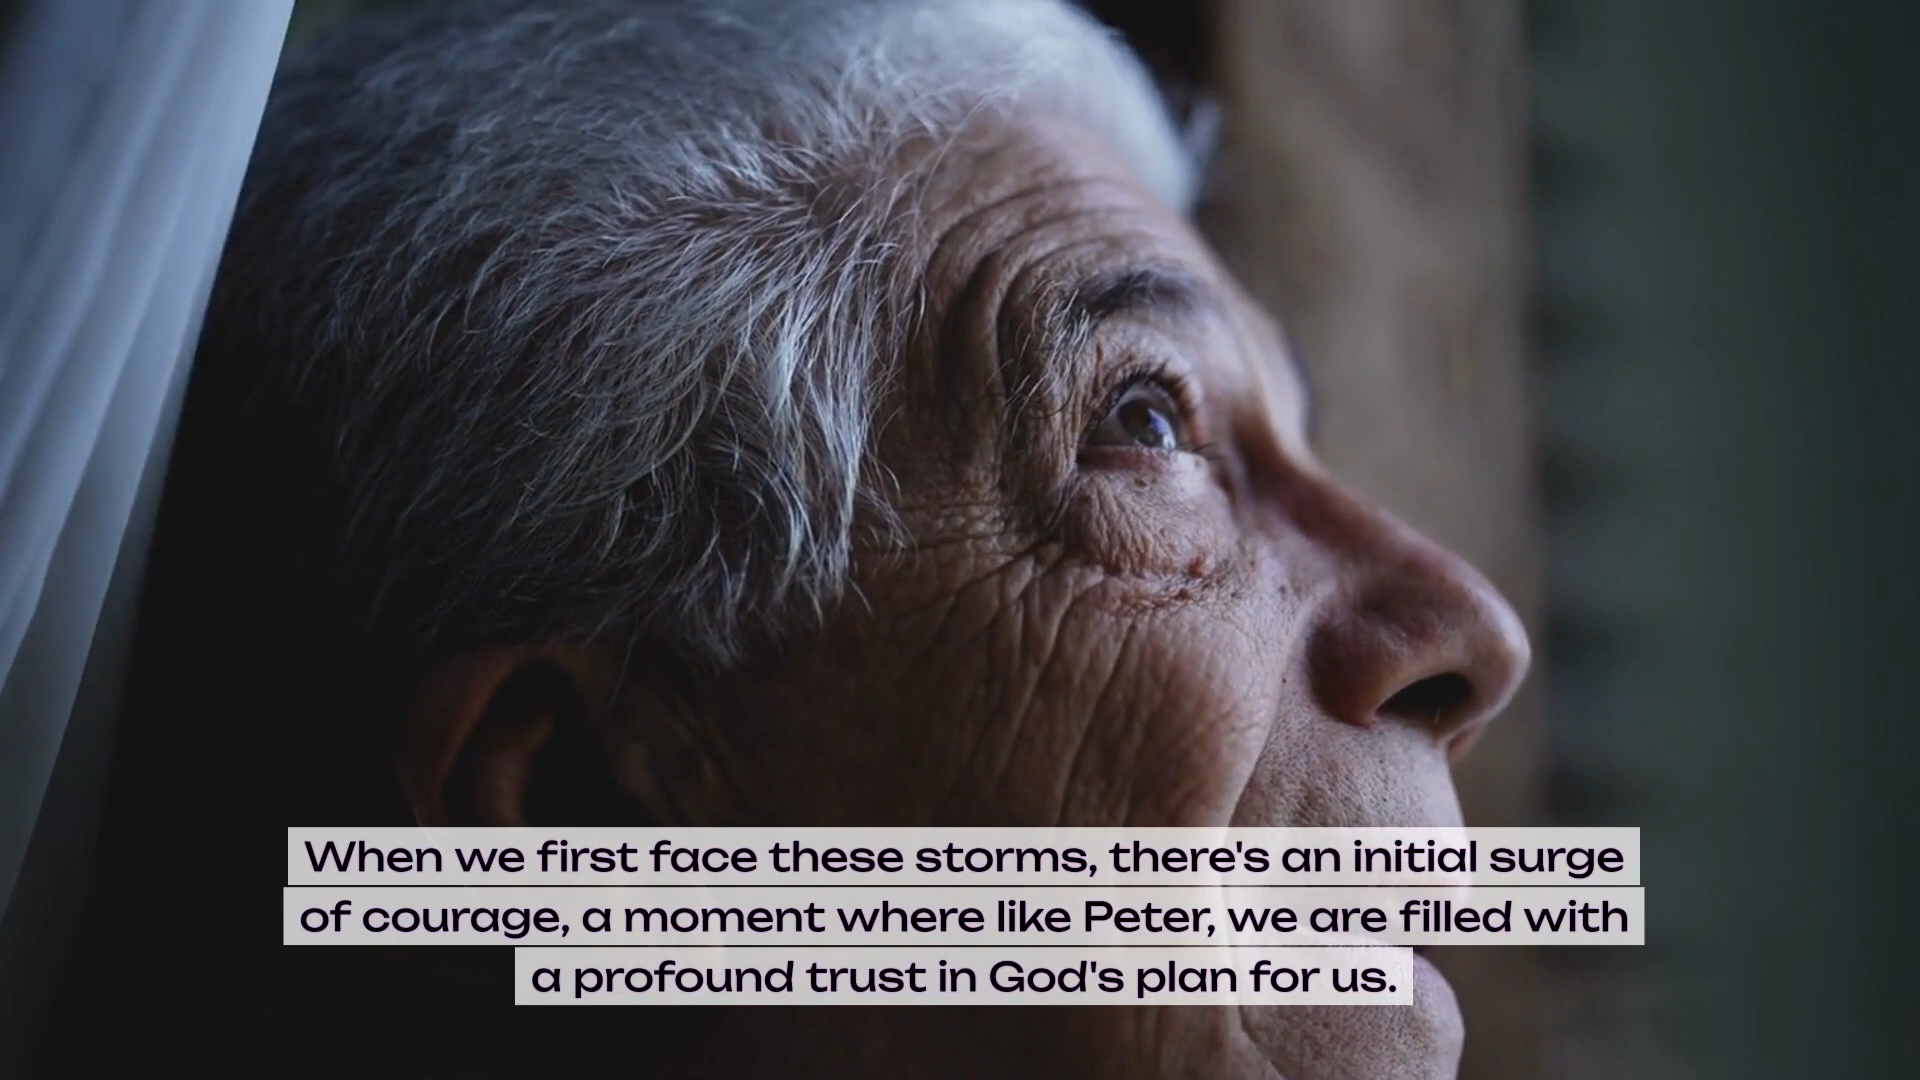 When we first face these storms, there's an initial surge
of courage, a moment where like Peter, we are filled with
a profound trust in God's plan for us.